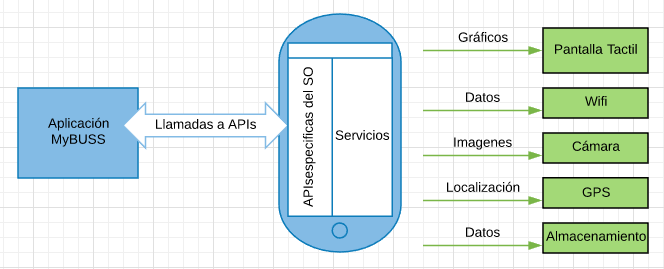 Aplicación
MyBUSS
Llamadas a APIs
APIsespecíficas del SO
Servicios
Gráficos
Pantalla Tactil
Datos
Wifi
Imagenes
Cámara
Localización
GPS
Datos
Almacenamiento